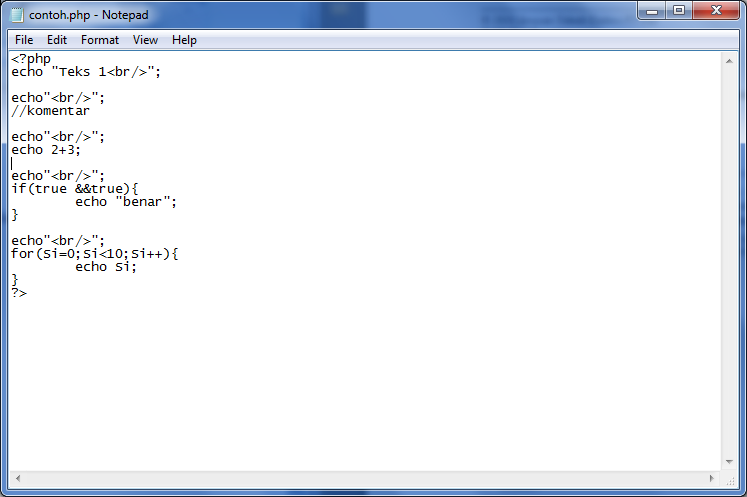 contoh.php - Notepad
File Edit Format View Help
<?php
echo "Teks 1<br/>";
echo"<br/>";
//komentar
echo"<br/>";
echo 2+3;
echo"<br/>";
if(true &&true){
echo "benar";
}
echo"<br/>";
for($i=0;$i<10;$i++){
echo $i;
}
?>